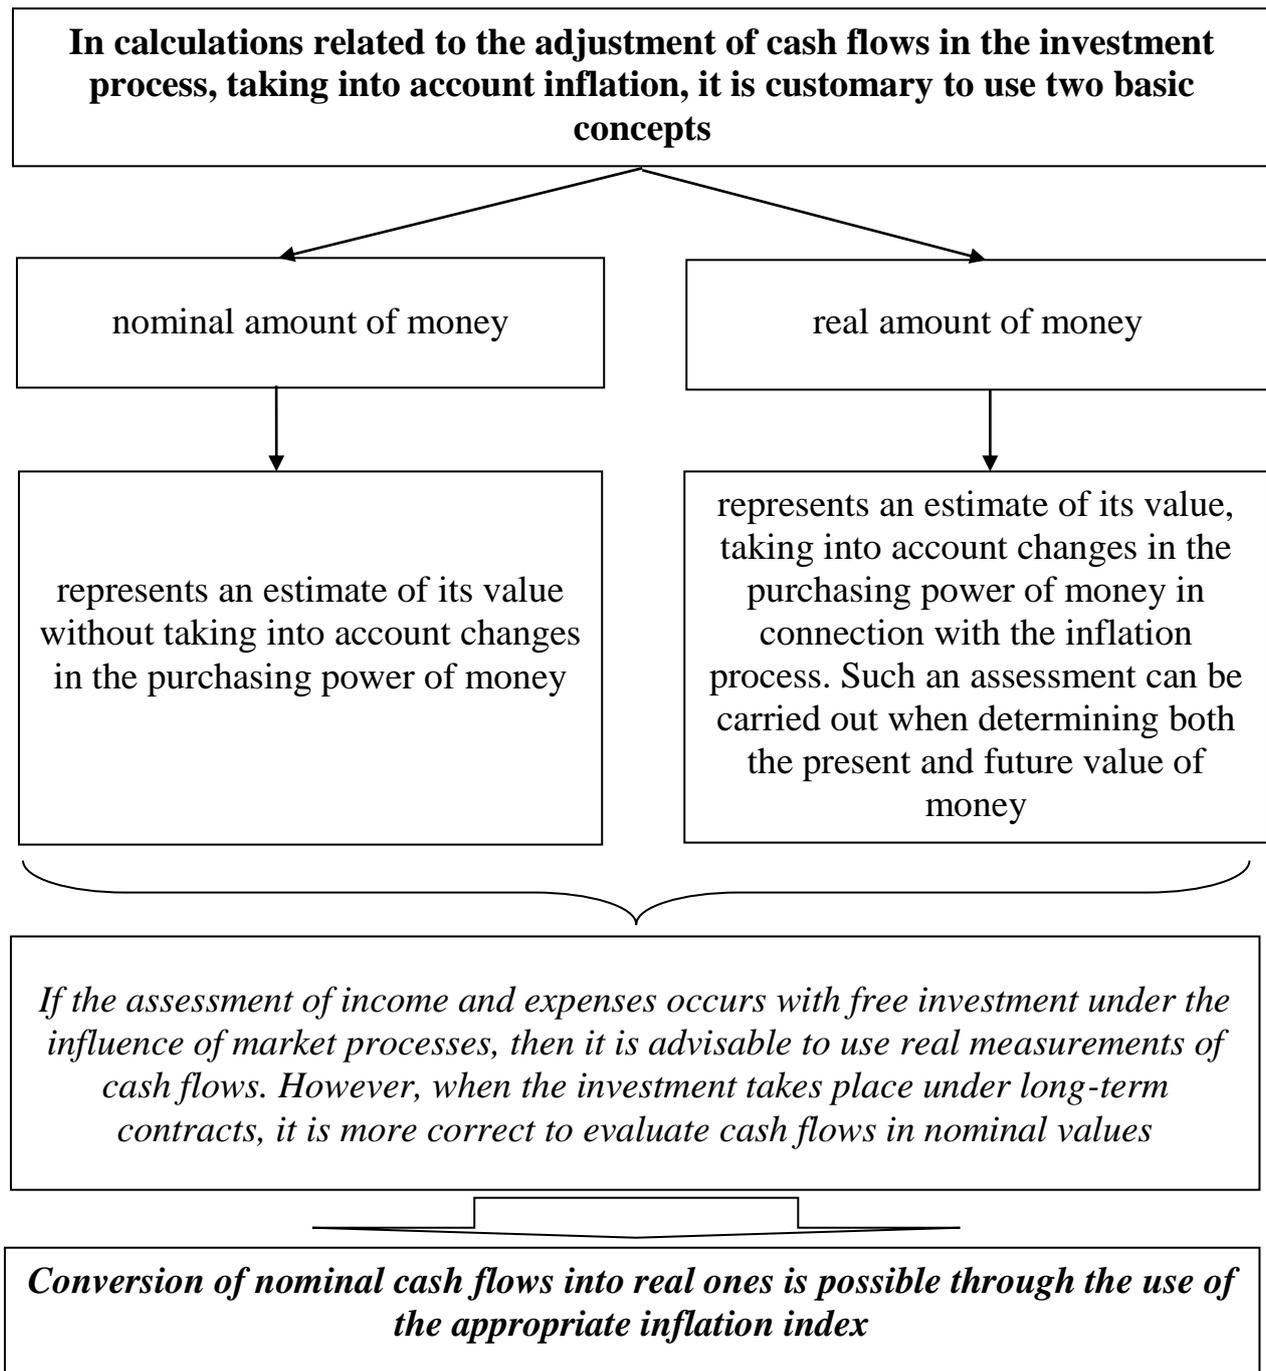 In calculations related to the adjustment of cash flows in the investment
process, taking into account inflation, it is customary to use two basic
concepts
nominal amount of money
real amount of money
represents an estimate of its value
without taking into account changes
in the purchasing power of money
represents an estimate of its value,
taking into account changes in the
purchasing power of money in
connection with the inflation
process. Such an assessment can be
carried out when determining both
the present and future value of
money
If the assessment of income and expenses occurs with free investment under the
influence of market processes, then it is advisable to use real measurements of
cash flows. However, when the investment takes place under long-term
contracts, it is more correct to evaluate cash flows in nominal values
Conversion of nominal cash flows into real ones is possible through the use of
the appropriate inflation index